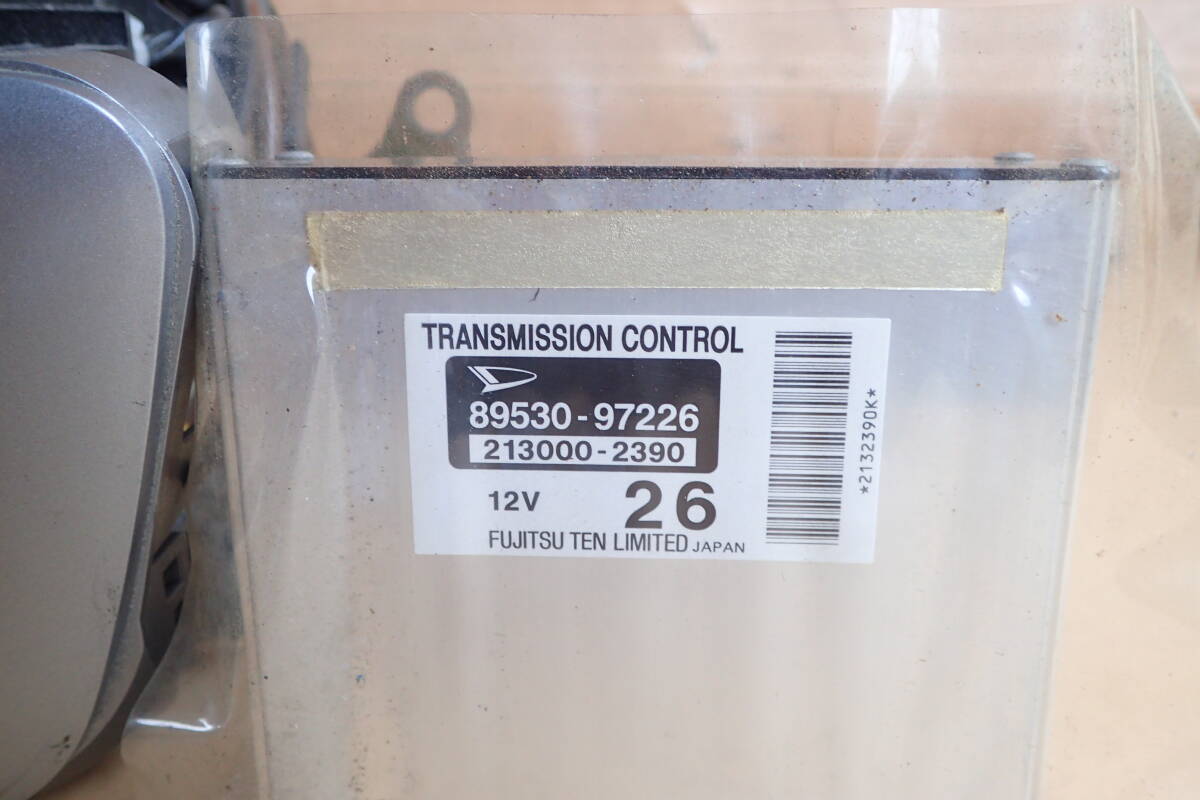 TRANSMISSION CONTROL
89530-97226
213000-2390
12V 26
FUJITSU TEN LIMITED JAPAN
*2132390K*